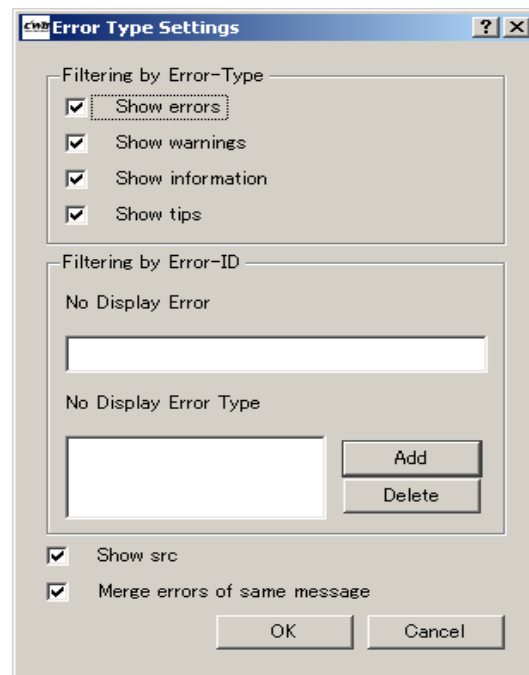 CWB Error Type Settings ? X
Filtering by Error-Type
Show errors
Show warnings
Show information
Show tips
Filtering by Error-ID
No Display Error
No Display Error Type
Add
Delete
Show src
Merge errors of same message
OK Cancel